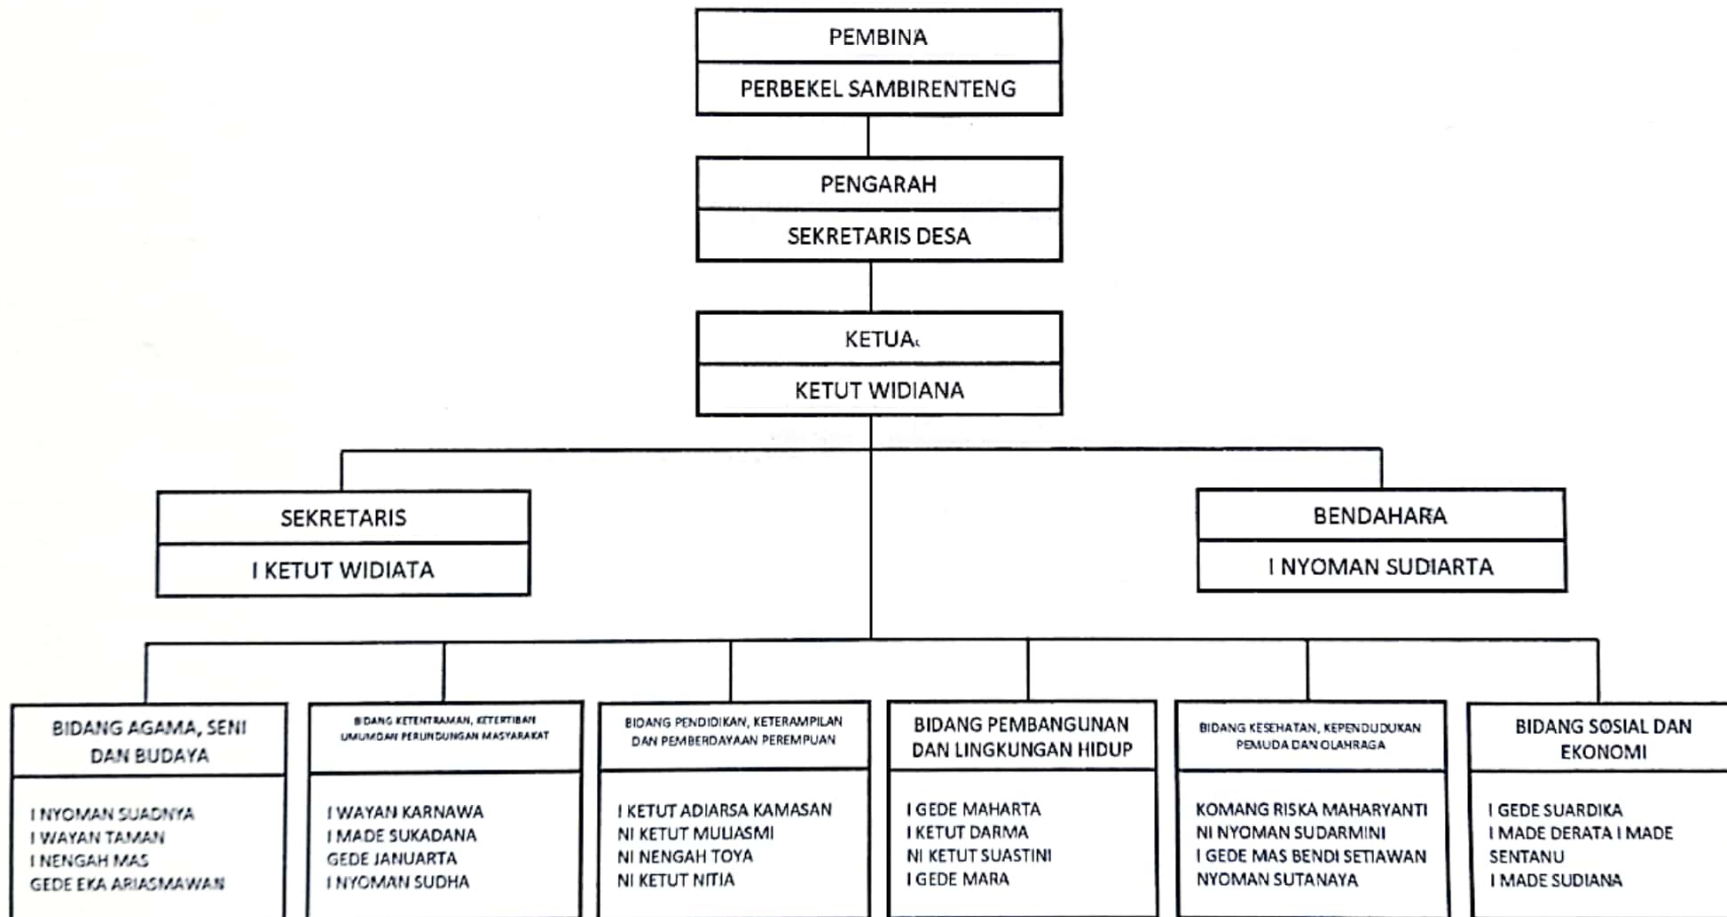 PEMBINA
PERBEKEL SAMBIRENTENG
PENGARAH
SEKRETARIS DESA
KETUA
KETUT WIDIANA
SEKRETARIS
I KETUT WIDIATA
BENDAHARA
I NYOMAN SUDIARTA
BIDANG AGAMA, SENI
DAN BUDAYA
I NYOMAN SUADNYA
I WAYAN TAMAN
I NENGAH MAS
GEDE EKA ARIASMAWAN
BIDANG KETENTRAMAN, KETERTIBAN
UMUMDAN PERLINDUNGAN MASYARAKAT
I WAYAN KARNAWA
I MADE SUKADANA
GEDE JANUARTA
I NYOMAN SUDHA
BIDANG PENDIDIKAN, KETERAMPILAN
DAN PEMBERDAYAAN PEREMPUAN
I KETUT ADIARSA KAMASAN
NI KETUT MULIASMI
NI NENGAH TOYA
NI KETUT NITIA
BIDANG PEMBANGUNAN
DAN LINGKUNGAN HIDUP
I GEDE MAHARTA
I KETUT DARMA
NI KETUT SUASTINI
I GEDE MARA
BIDANG KESEHATAN, KEPENDUDUKAN
PEMUDA DAN OLAHRAGA
KOMANG RISKA MAHARYANTI
NI NYOMAN SUDARMINI
I GEDE MAS BENDI SETIAWAN
NYOMAN SUTANAYA
BIDANG SOSIAL DAN
EKONOMI
I GEDE SUARDIKA
I MADE DERATA I MADE
SENTANU
I MADE SUDIANA